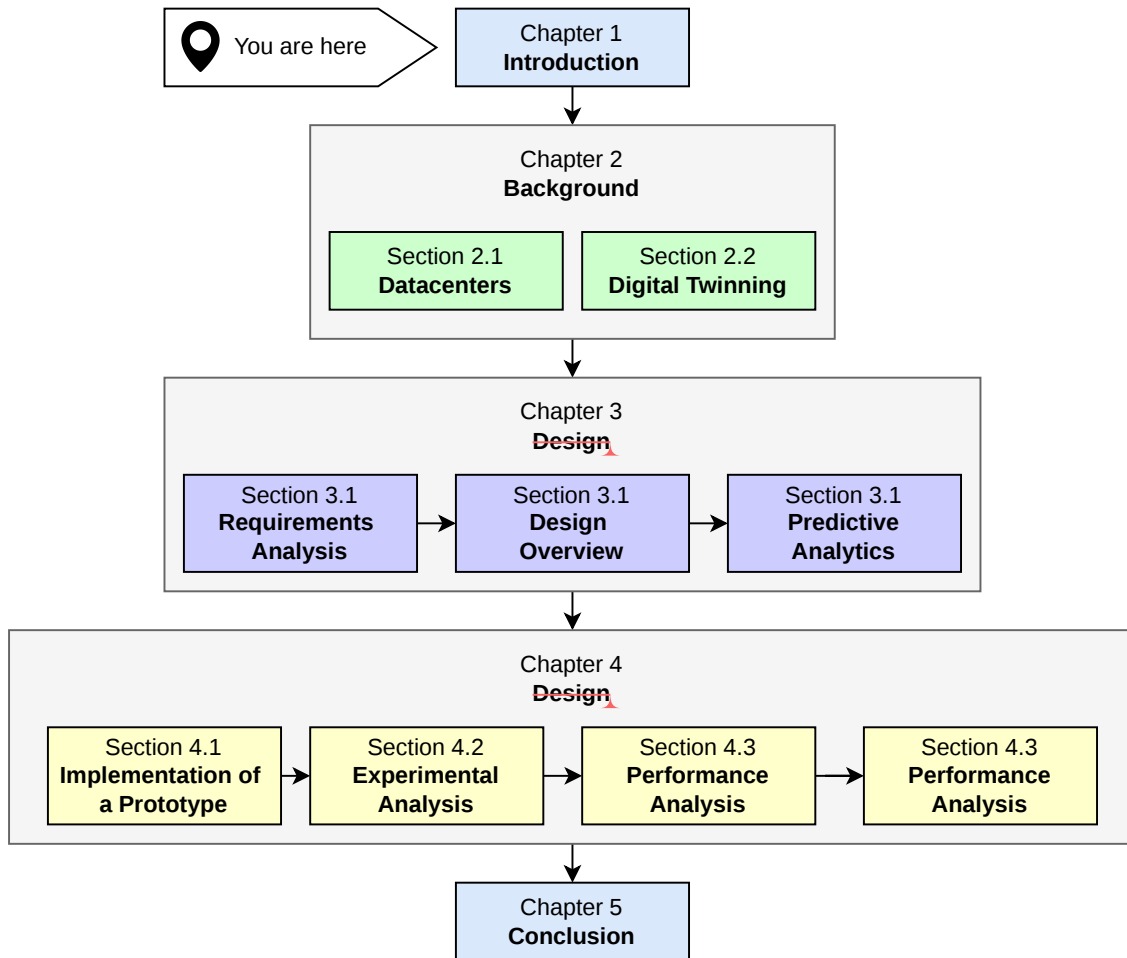 You are here
Chapter 1
Introduction
Chapter 2
Background
Section 2.1
Datacenters
Section 2.2
Digital Twinning
Chapter 3
Design
Section 3.1
Requirements
Analysis
Section 3.1
Design
Overview
Section 3.1
Predictive
Analytics
Chapter 4
Design
Section 4.1
Implementation of
a Prototype
Section 4.2
Experimental
Analysis
Section 4.3
Performance
Analysis
Section 4.3
Performance
Analysis
Chapter 5
Conclusion